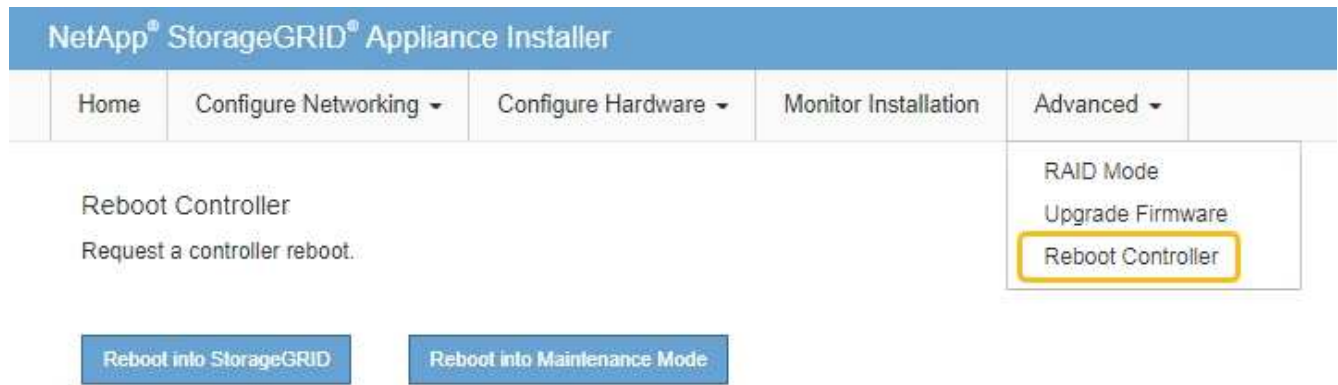 NetApp® StorageGRID® Appliance Installer
Home Configure Networking Configure Hardware Monitor Installation Advanced
RAID Mode
Upgrade Firmware
Reboot Controller
Reboot Controller
Request a controller reboot.
Reboot into StorageGRID Reboot into Maintenance Mode